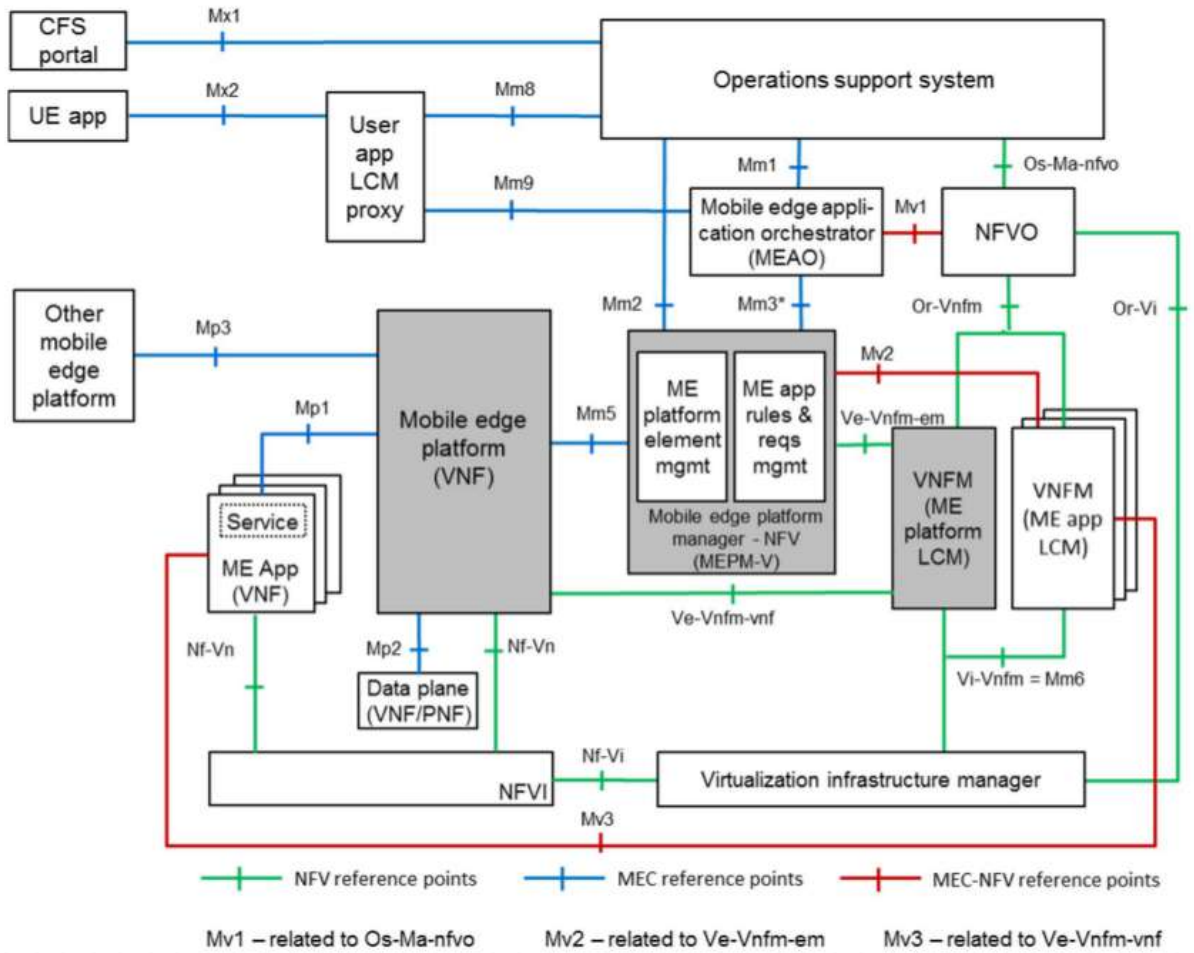 CFS
portal
Mx1
Operations support system
UE app
Mx2
User
app
LCM
proxy
Mm8
Mm9
Mm1
Os-Ma-nfvo
Mobile edge appli-
cation orchestrator
(MEAO)
Mv1
NFVO
Other
mobile
edge
platform
Mp3
Mm2
Mm3*
Or-Vnfm
Or-Vi
Mobile edge
platform
(VNF)
Mp1
Mm5
ME
platform
element
mgmt
ME app
rules &
reqs
mgmt
Mobile edge platform
manager - NFV
(MEPM-V)
Mv2
Ve-Vnfm-em
VNFM
(ME
platform
LCM)
VNFM
(ME app
LCM)
Service
ME App
(VNF)
Ve-Vnfm-vnf
Nf-Vn
Mp2
Nf-Vn
Vi-Vnfm = Mm6
Data plane
(VNF/PNF)
NFVI
Nf-Vi
Virtualization infrastructure manager
Mv3
NFV reference points
MEC reference points
MEC-NFV reference points
Mv1 – related to Os-Ma-nfvo
Mv2 – related to Ve-Vnfm-em
Mv3 – related to Ve-Vnfm-vnf